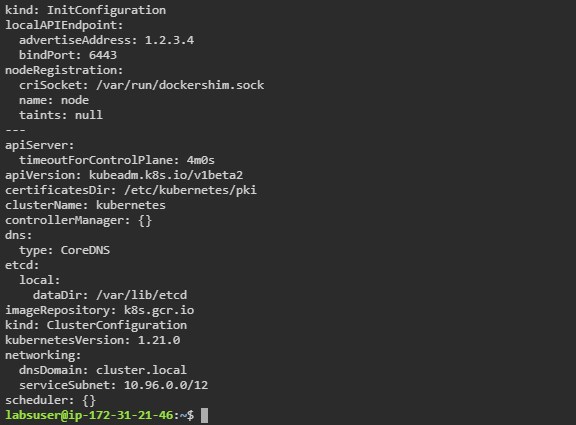 kind: InitConfiguration
localAPIEndpoint:
  advertiseAddress: 1.2.3.4
  bindPort: 6443
nodeRegistration:
  criSocket: /var/run/dockershim.sock
  name: node
  taints: null
---
apiServer:
  timeoutForControlPlane: 4m0s
apiVersion: kubeadm.k8s.io/v1beta2
certificatesDir: /etc/kubernetes/pki
clusterName: kubernetes
controllerManager: {}
dns:
  type: CoreDNS
etcd:
  local:
    dataDir: /var/lib/etcd
imageRepository: k8s.gcr.io
kind: ClusterConfiguration
kubernetesVersion: 1.21.0
networking:
  dnsDomain: cluster.local
  serviceSubnet: 10.96.0.0/12
scheduler: {}
labsuser@ip-172-31-21-46:~$